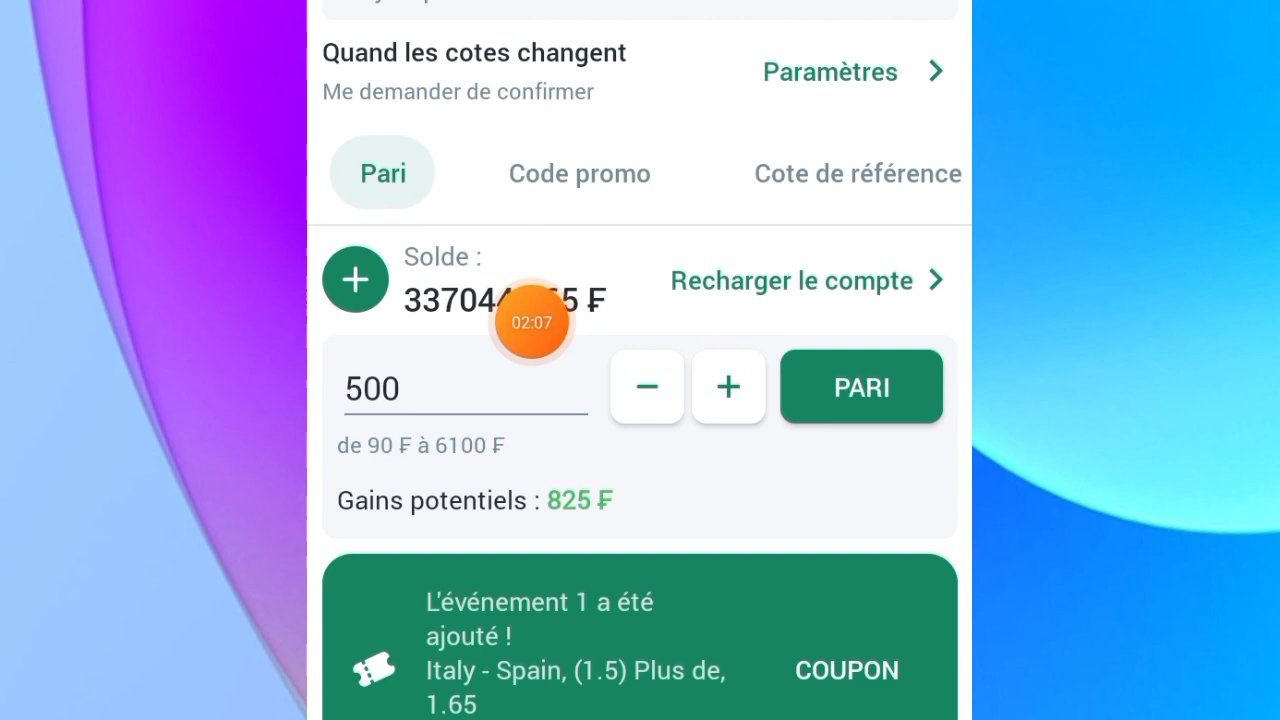 Quand les cotes changent
Me demander de confirmer
Paramètres
Pari
Code promo
Cote de référence
Solde :
Recharger le compte
02:07
500
PARI
de 90 ₣ à 6100 ₣
Gains potentiels : 825 ₣
L'événement 1 a été
ajouté !
Italy - Spain, (1.5) Plus de,
1.65
COUPON